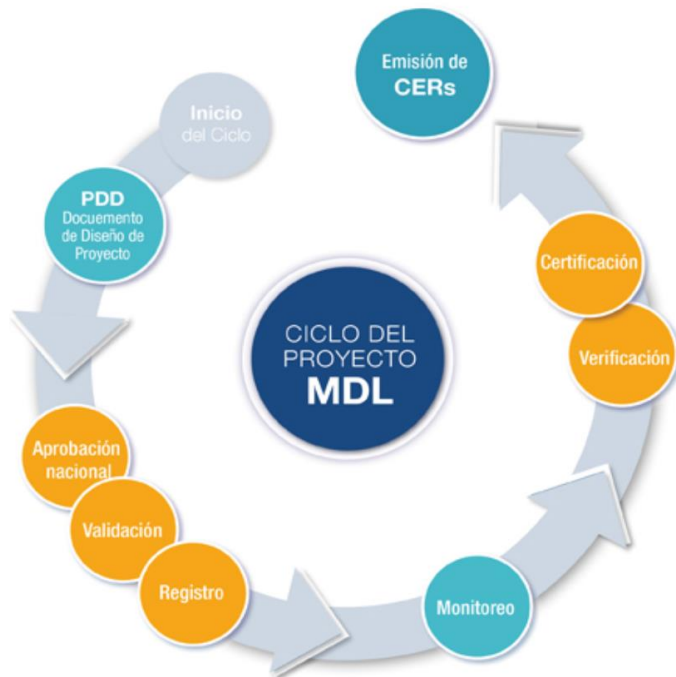 Inicio
del Ciclo
PDD
Docuemento
de Diseño de
Proyecto
Aprobación
nacional
Validación
Registro
Monitoreo
Verificación
Certificación
Emisión de
CERs
CICLO DEL
PROYECTO
MDL